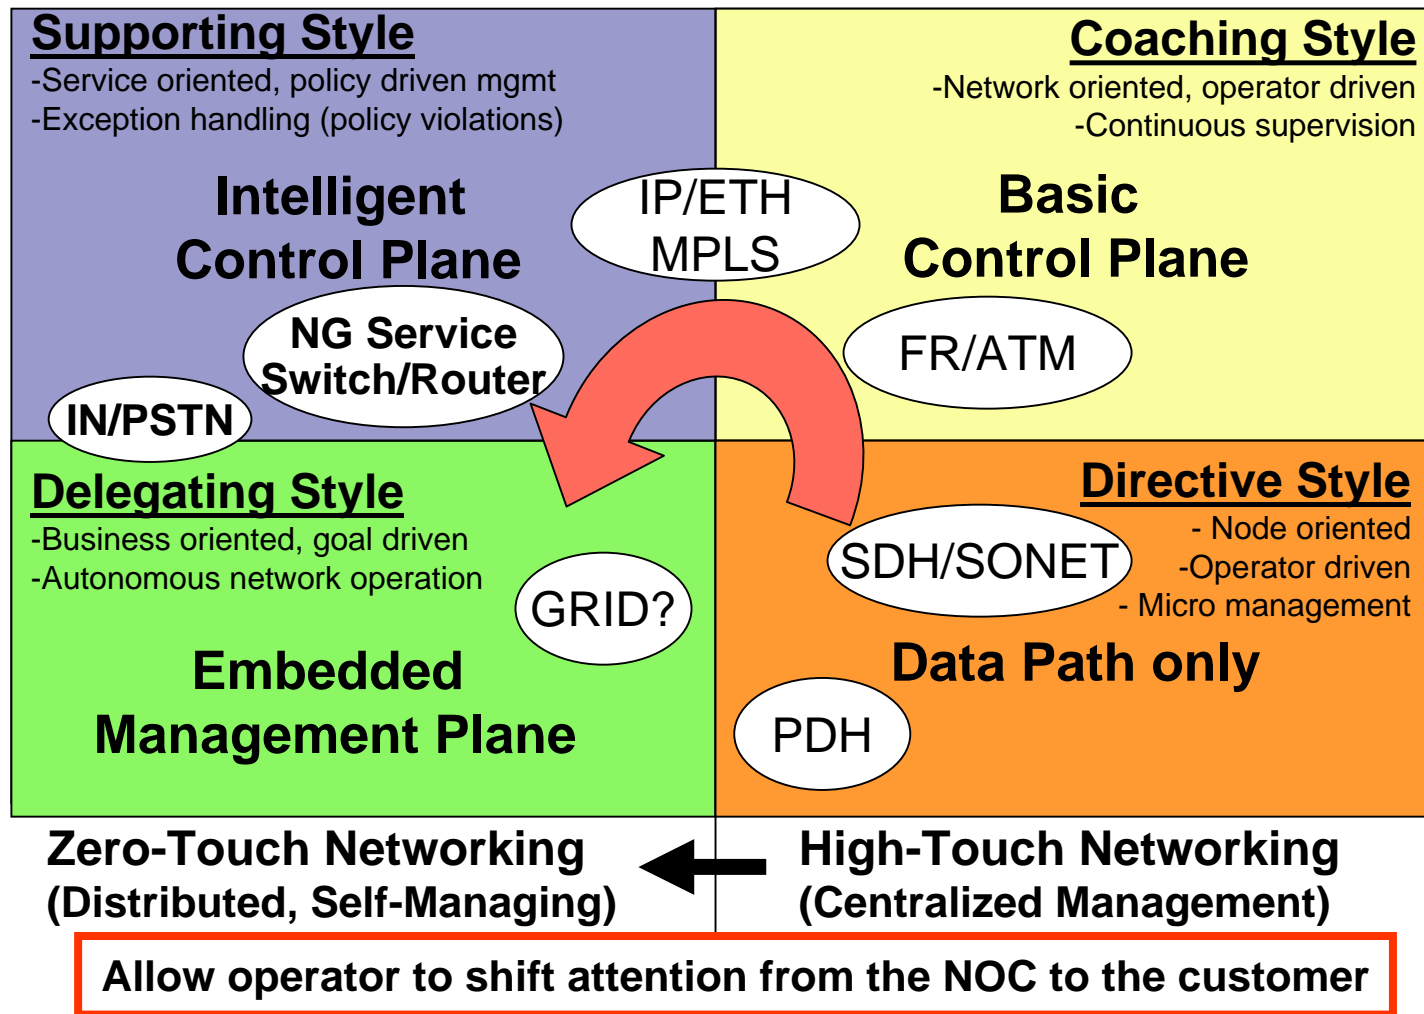 Supporting Style
-Service oriented, policy driven mgmt
-Exception handling (policy violations)
Intelligent
Control Plane
Coaching Style
-Network oriented, operator driven
-Continuous supervision
Basic
Control Plane
IP/ETH
MPLS
NG Service
Switch/Router
FR/ATM
IN/PSTN
Delegating Style
-Business oriented, goal driven
-Autonomous network operation
GRID?
Embedded
Management Plane
Directive Style
- Node oriented
-Operator driven
- Micro management
SDH/SONET
Data Path only
PDH
Zero-Touch Networking
(Distributed, Self-Managing)
High-Touch Networking
(Centralized Management)
Allow operator to shift attention from the NOC to the customer